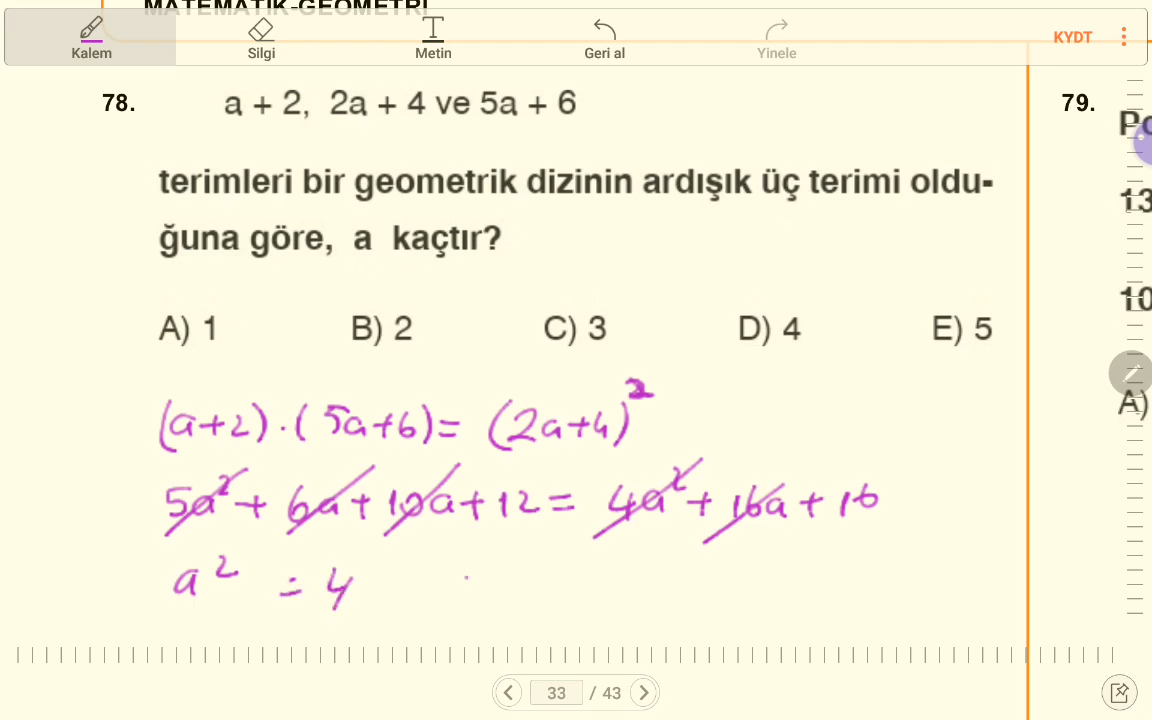 MATEMATİK-GEOMETRİ
Kalem
Silgi
Metin
Geri al
Yinele
KYDT
78. a + 2, 2a + 4 ve 5a + 6
terimleri bir geometrik dizinin ardışık üç terimi oldu-
ğuna göre, a kaçtır?
A) 1 B) 2 C) 3 D) 4 E) 5
(a+2).(5a+6)=(2a+4)²
5a²+6a+10a+12=4a²+16a+16
a²=4
79.
13
10
A)
33 / 43